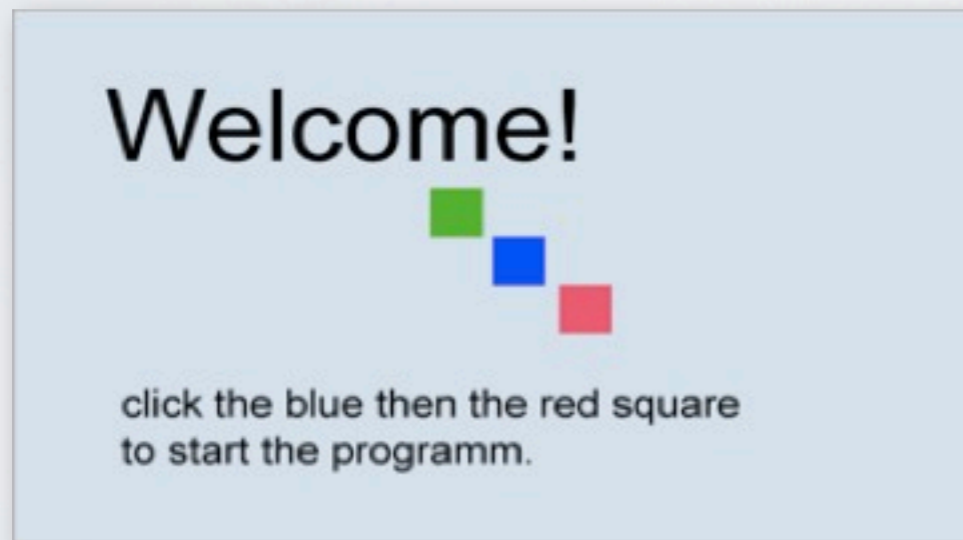 Welcome!
click the blue then the red square
to start the programm.